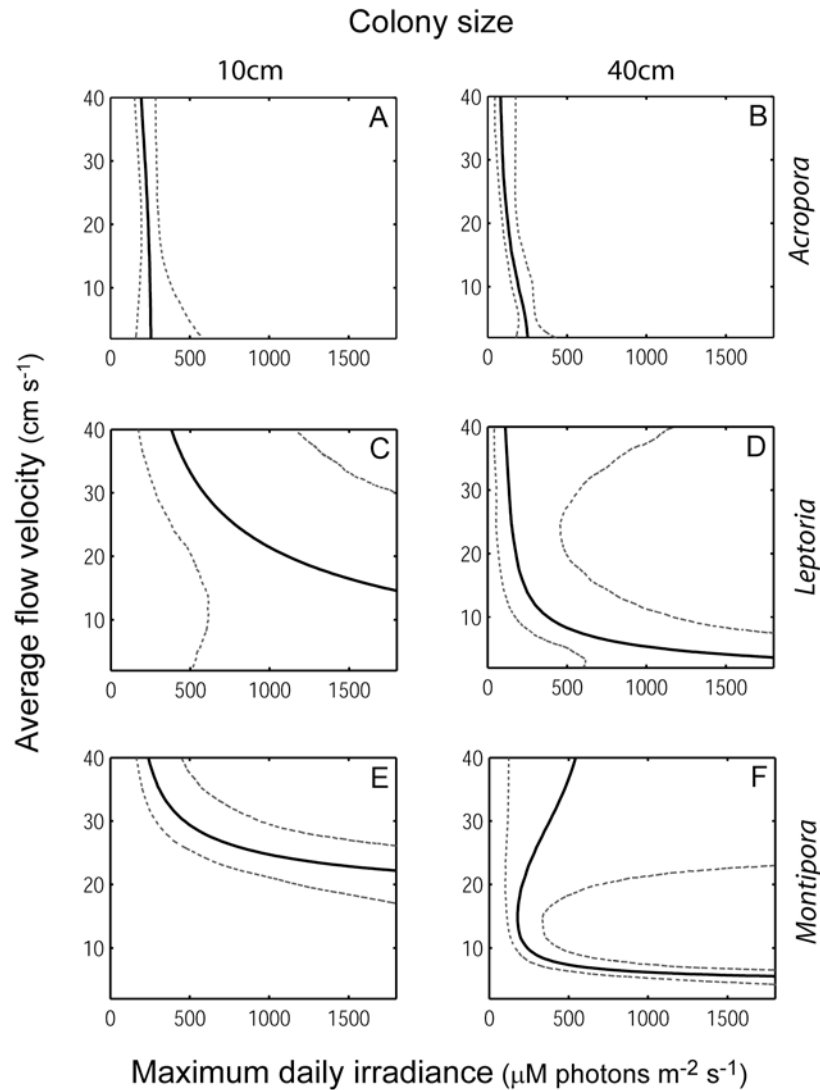 Colony size
10cm 40cm
40 30 20 10
0 500 1000 1500
A
40 30 20 10
0 500 1000 1500
B
Acropora
40 30 20 10
0 500 1000 1500
C
40 30 20 10
0 500 1000 1500
D
Leptoria
40 30 20 10
0 500 1000 1500
E
40 30 20 10
0 500 1000 1500
F
Montipora
Average flow velocity (cm s⁻¹)
Maximum daily irradiance (μM photons m⁻² s⁻¹)